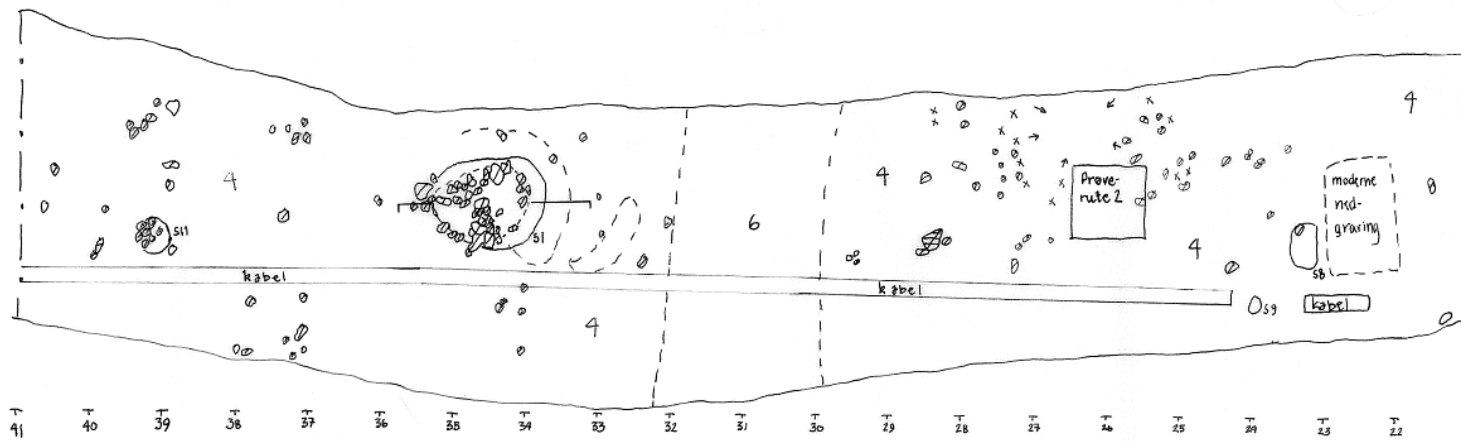 4
4
4
Prøve-
rute 2
moderne
ned-
graving
S11
S1
6
4
S8
kabel
kabel
S9
kabel
4
41 40 39 38 37 36 35 34 33 32 31 30 29 28 27 26 25 24 23 22